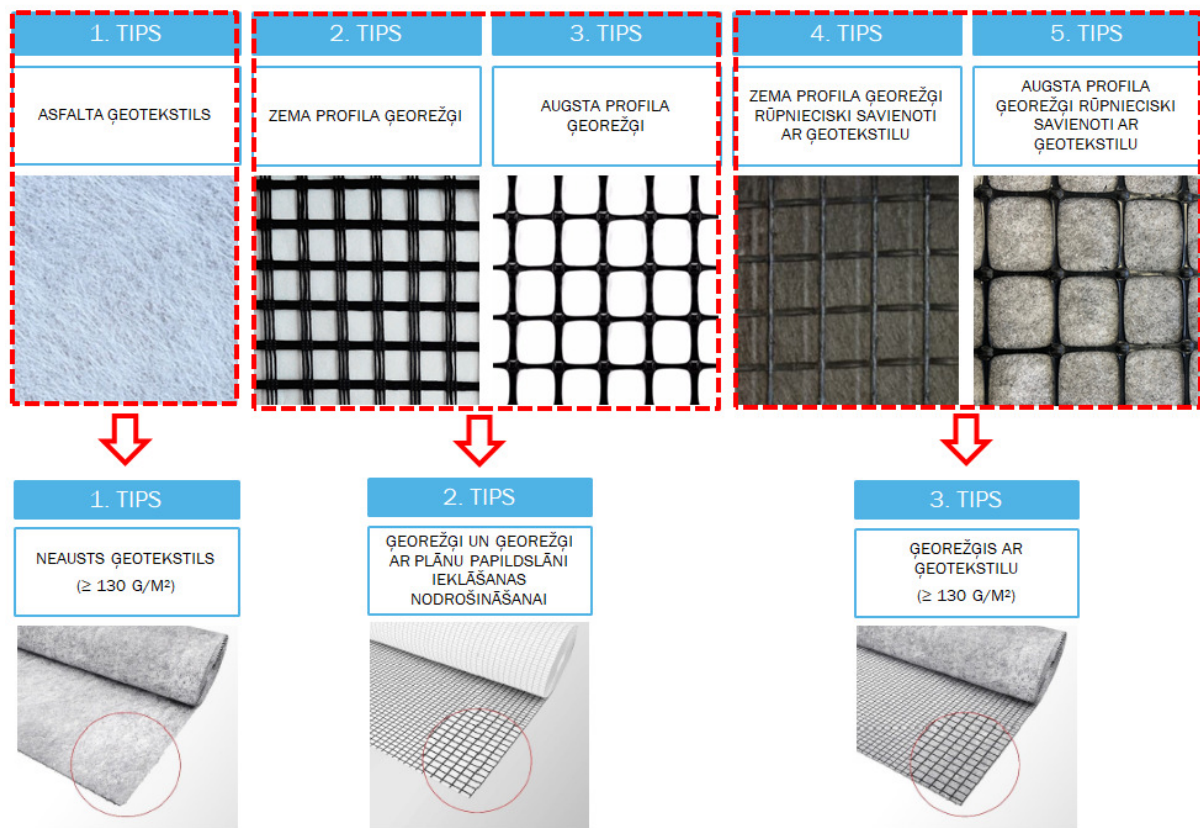 1. TIPS
ASFALTA ĢEOTEKSTILS
2. TIPS
ZEMA PROFILA ĢEOREŽĢI
3. TIPS
AUGSTA PROFILA
ĢEOREŽĢI
4. TIPS
ZEMA PROFILA ĢEOREŽĢI
RŪPNIECISKI SAVIENOTI
AR ĢEOTEKSTILU
5. TIPS
AUGSTA PROFILA
ĢEOREŽĢI RŪPNIECISKI
SAVIENOTI AR
ĢEOTEKSTILU
1. TIPS
NEAUSTS ĢEOTEKSTILS
(≥ 130 G/M²)
2. TIPS
ĢEOREŽĢI UN ĢEOREŽĢI
AR PLĀNU PAPILDSLĀNI
IEKLĀŠANAS
NODROŠINĀŠANAI
3. TIPS
ĢEOREŽĢIS AR
ĢEOTEKSTILU
(≥ 130 G/M²)